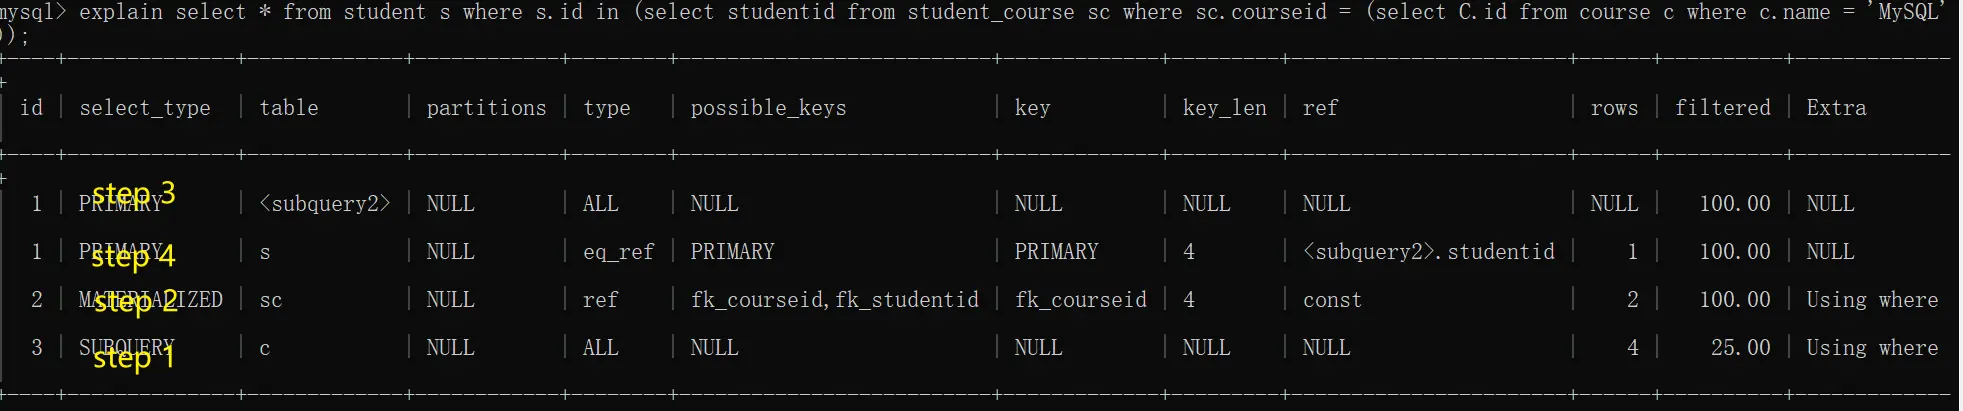 mysql> explain select * from student s where s.id in (select studentid from student_course sc where sc.courseid = (select C.id from course c where c.name = 'MySQL'
));
+----+---------------+-------------+------------+--------+--------------------------+-------------+---------+-----------------------+------+----------+-------------
+
| id | select_type | table | partitions | type | possible_keys | key | key_len | ref | rows | filtered | Extra
|
+----+---------------+-------------+------------+--------+--------------------------+-------------+---------+-----------------------+------+----------+-------------
+
step 3
| 1 | PRIMARY | <subquery2> | NULL | ALL | NULL | NULL | NULL | NULL | NULL | 100.00 | NULL
|
step 4
| 1 | PRIMARY | s | NULL | eq_ref | PRIMARY | PRIMARY | 4 | <subquery2>.studentid | 1 | 100.00 | NULL
|
step 2
| 2 | MATERIALIZED | sc | NULL | ref | fk_courseid,fk_studentid | fk_courseid | 4 | const | 2 | 100.00 | Using where
|
step 1
| 3 | SUBQUERY | c | NULL | ALL | NULL | NULL | NULL | NULL | 4 | 25.00 | Using where
|
+----+---------------+-------------+------------+--------+--------------------------+-------------+---------+-----------------------+------+----------+-------------